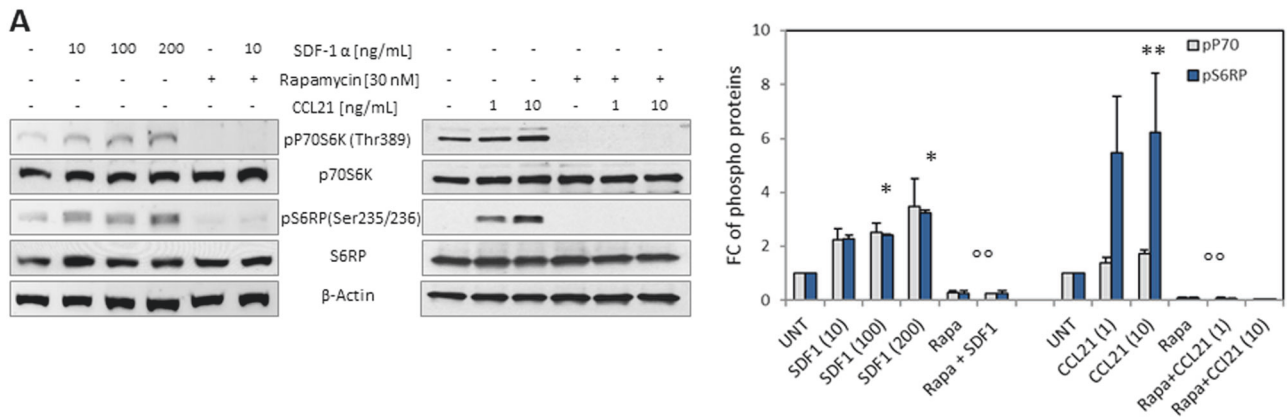 A
- 10 100 200 - 10 SDF-1 α [ng/mL] - - - - - -
- - - - + + Rapamycin [30 nM] - - - + + +
- - - - - - CCL21 [ng/mL] - 1 10 - 1 10
pP70S6K (Thr389)
p70S6K
pS6RP(Ser235/236)
S6RP
β-Actin
FC of phospho proteins
10
8
6
4
2
0
pP70
pS6RP
*
*
°°
**
°°
UNT
SDF1 (10)
SDF1 (100)
SDF1 (200)
Rapa
Rapa + SDF1
UNT
CCL21 (1)
CCL21 (10)
Rapa
Rapa+CCL21 (1)
Rapa+CCl21 (10)